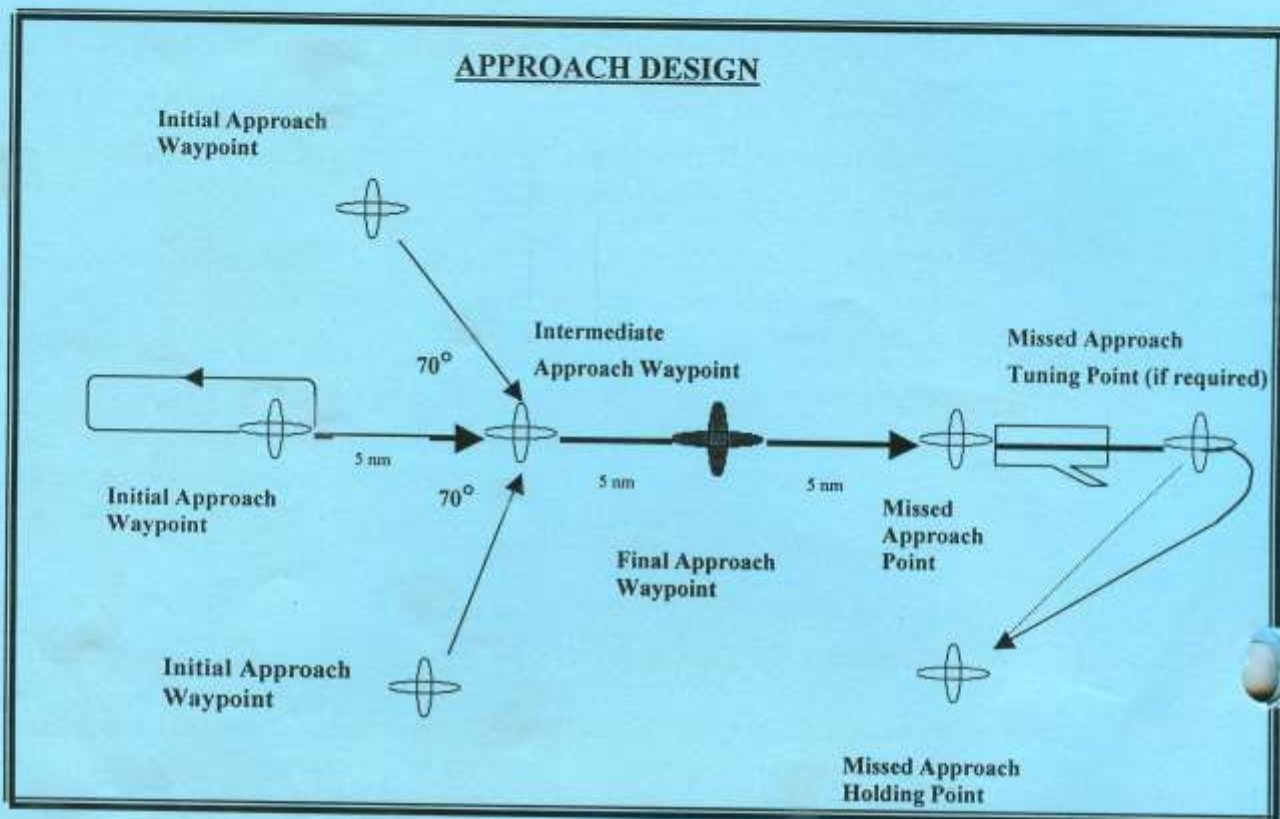 APPROACH DESIGN
Initial Approach
Waypoint
Intermediate
Approach Waypoint
Missed Approach
Tuning Point (if required)
70°
5 nm
70°
5 nm
5 nm
Initial Approach
Waypoint
Missed
Approach
Point
Final Approach
Waypoint
Initial Approach
Waypoint
Missed Approach
Holding Point